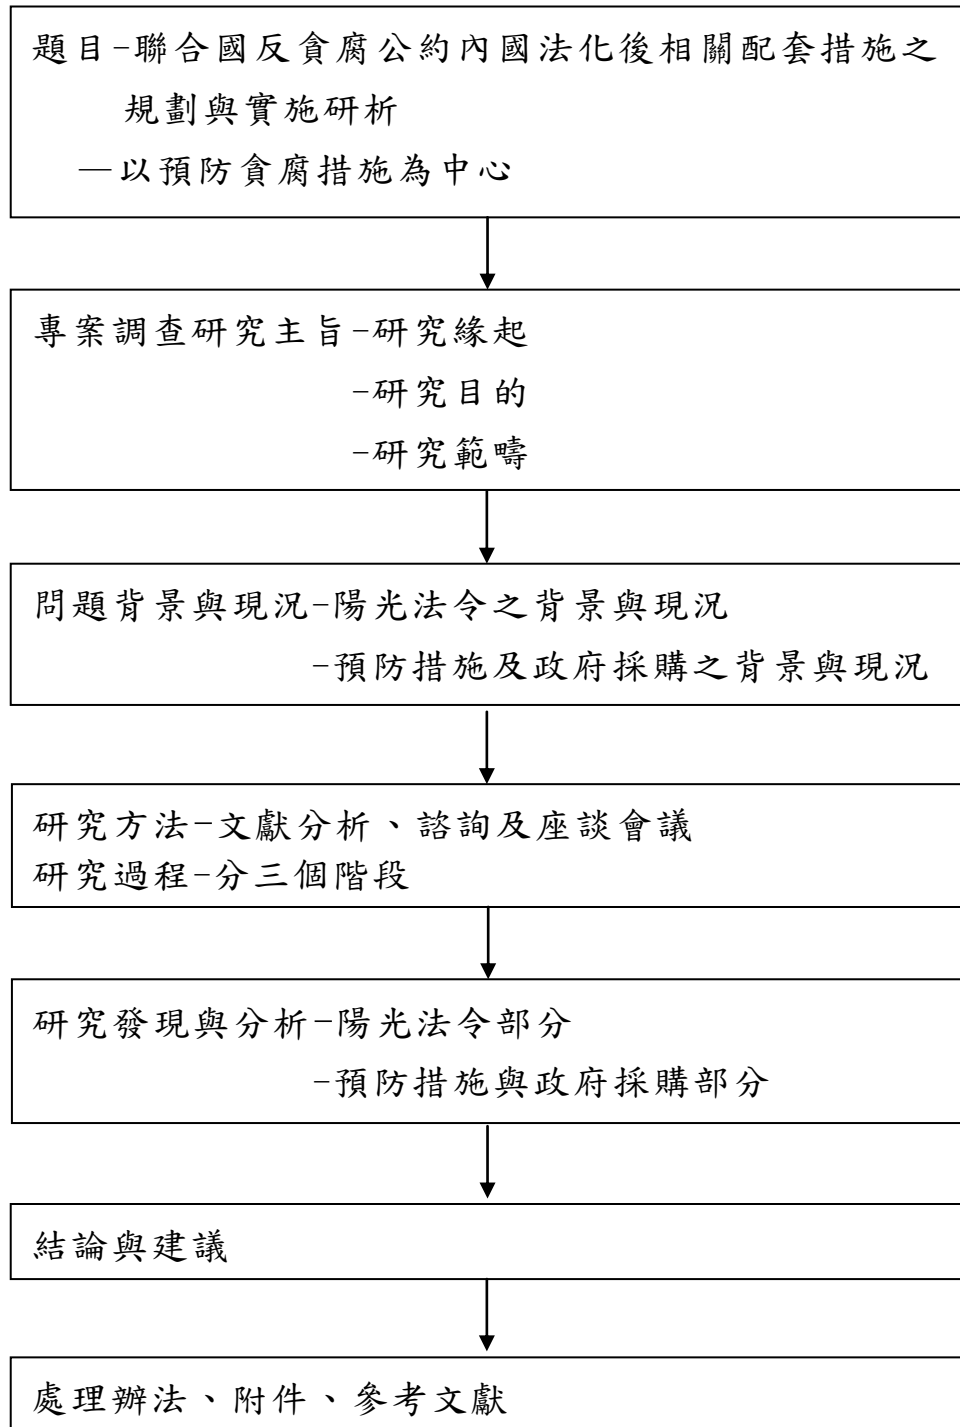 題目-聯合國反貪腐公約內國法化後相關配套措施之
規劃與實施研析
—以預防貪腐措施為中心
專案調查研究主旨-研究緣起
-研究目的
-研究範疇
問題背景與現況-陽光法令之背景與現況
-預防措施及政府採購之背景與現況
研究方法-文獻分析、諮詢及座談會議
研究過程-分三個階段
研究發現與分析-陽光法令部分
-預防措施與政府採購部分
結論與建議
處理辦法、附件、參考文獻